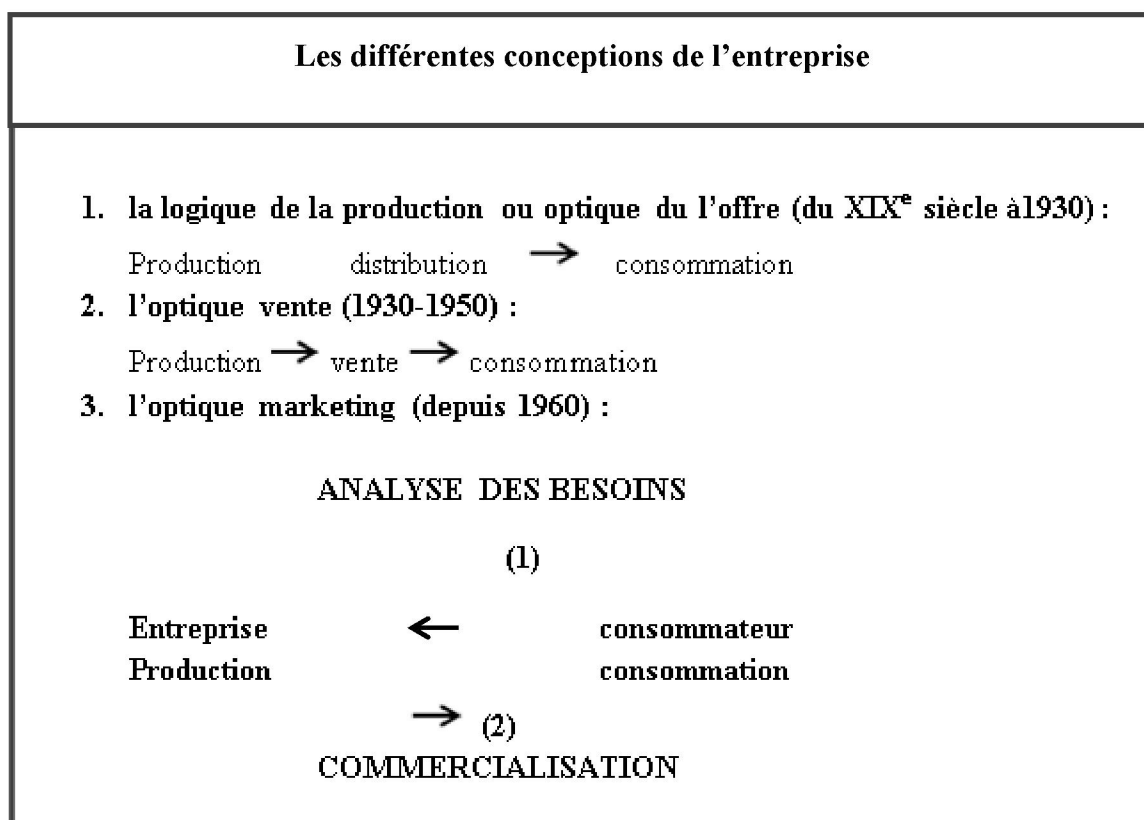 Les différentes conceptions de l’entreprise
1. la logique de la production ou optique du l’offre (du XIXe siècle à1930) :
Production distribution → consommation
2. l’optique vente (1930-1950) :
Production → vente → consommation
3. l’optique marketing (depuis 1960) :
ANALYSE DES BESOINS
(1)
Entreprise ← consommateur
Production consommation
→ (2)
COMMERCIALISATION